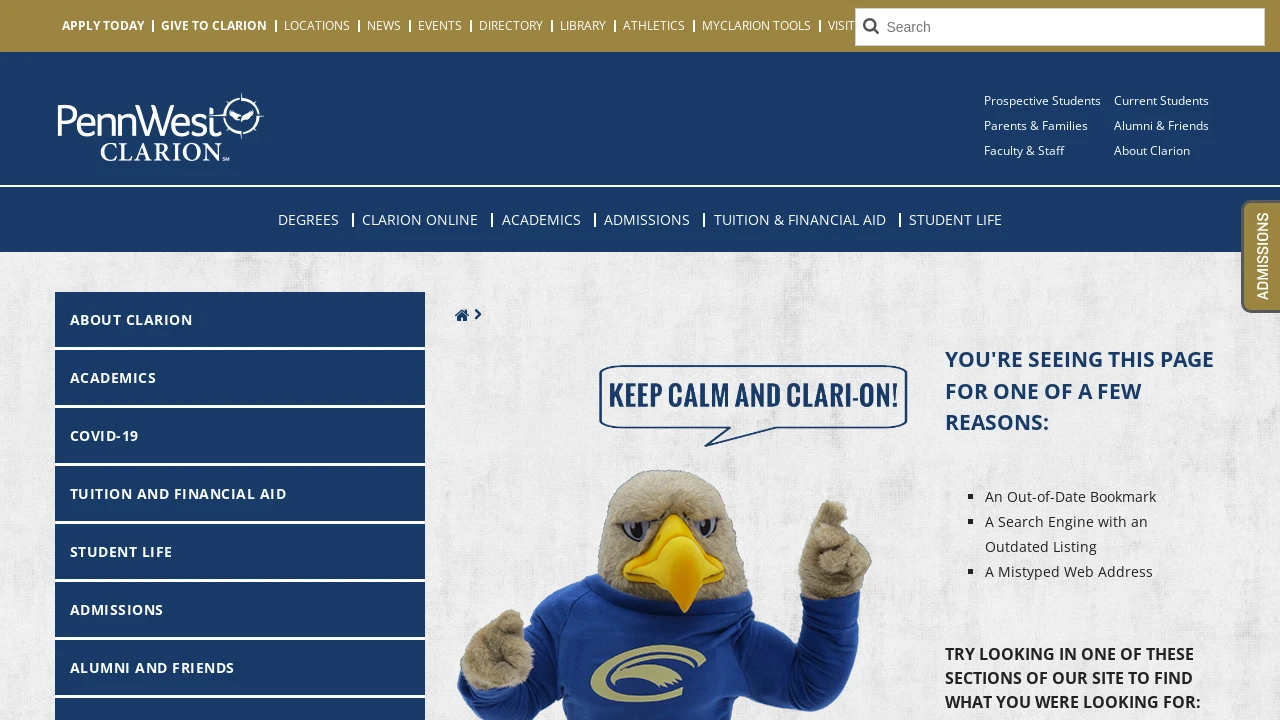 APPLY TODAY GIVE TO CLARION LOCATIONS NEWS EVENTS DIRECTORY LIBRARY ATHLETICS MYCLARION TOOLS VISIT Search
PennWest
CLARION SM
Prospective Students Current Students
Parents & Families Alumni & Friends
Faculty & Staff About Clarion
DEGREES CLARION ONLINE ACADEMICS ADMISSIONS TUITION & FINANCIAL AID STUDENT LIFE
ADMISSIONS
ABOUT CLARION
ACADEMICS
COVID-19
TUITION AND FINANCIAL AID
STUDENT LIFE
ADMISSIONS
ALUMNI AND FRIENDS
KEEP CALM AND CLARI-ON!
YOU'RE SEEING THIS PAGE
FOR ONE OF A FEW
REASONS:
An Out-of-Date Bookmark
A Search Engine with an
Outdated Listing
A Mistyped Web Address
TRY LOOKING IN ONE OF THESE
SECTIONS OF OUR SITE TO FIND
WHAT YOU WERE LOOKING FOR: